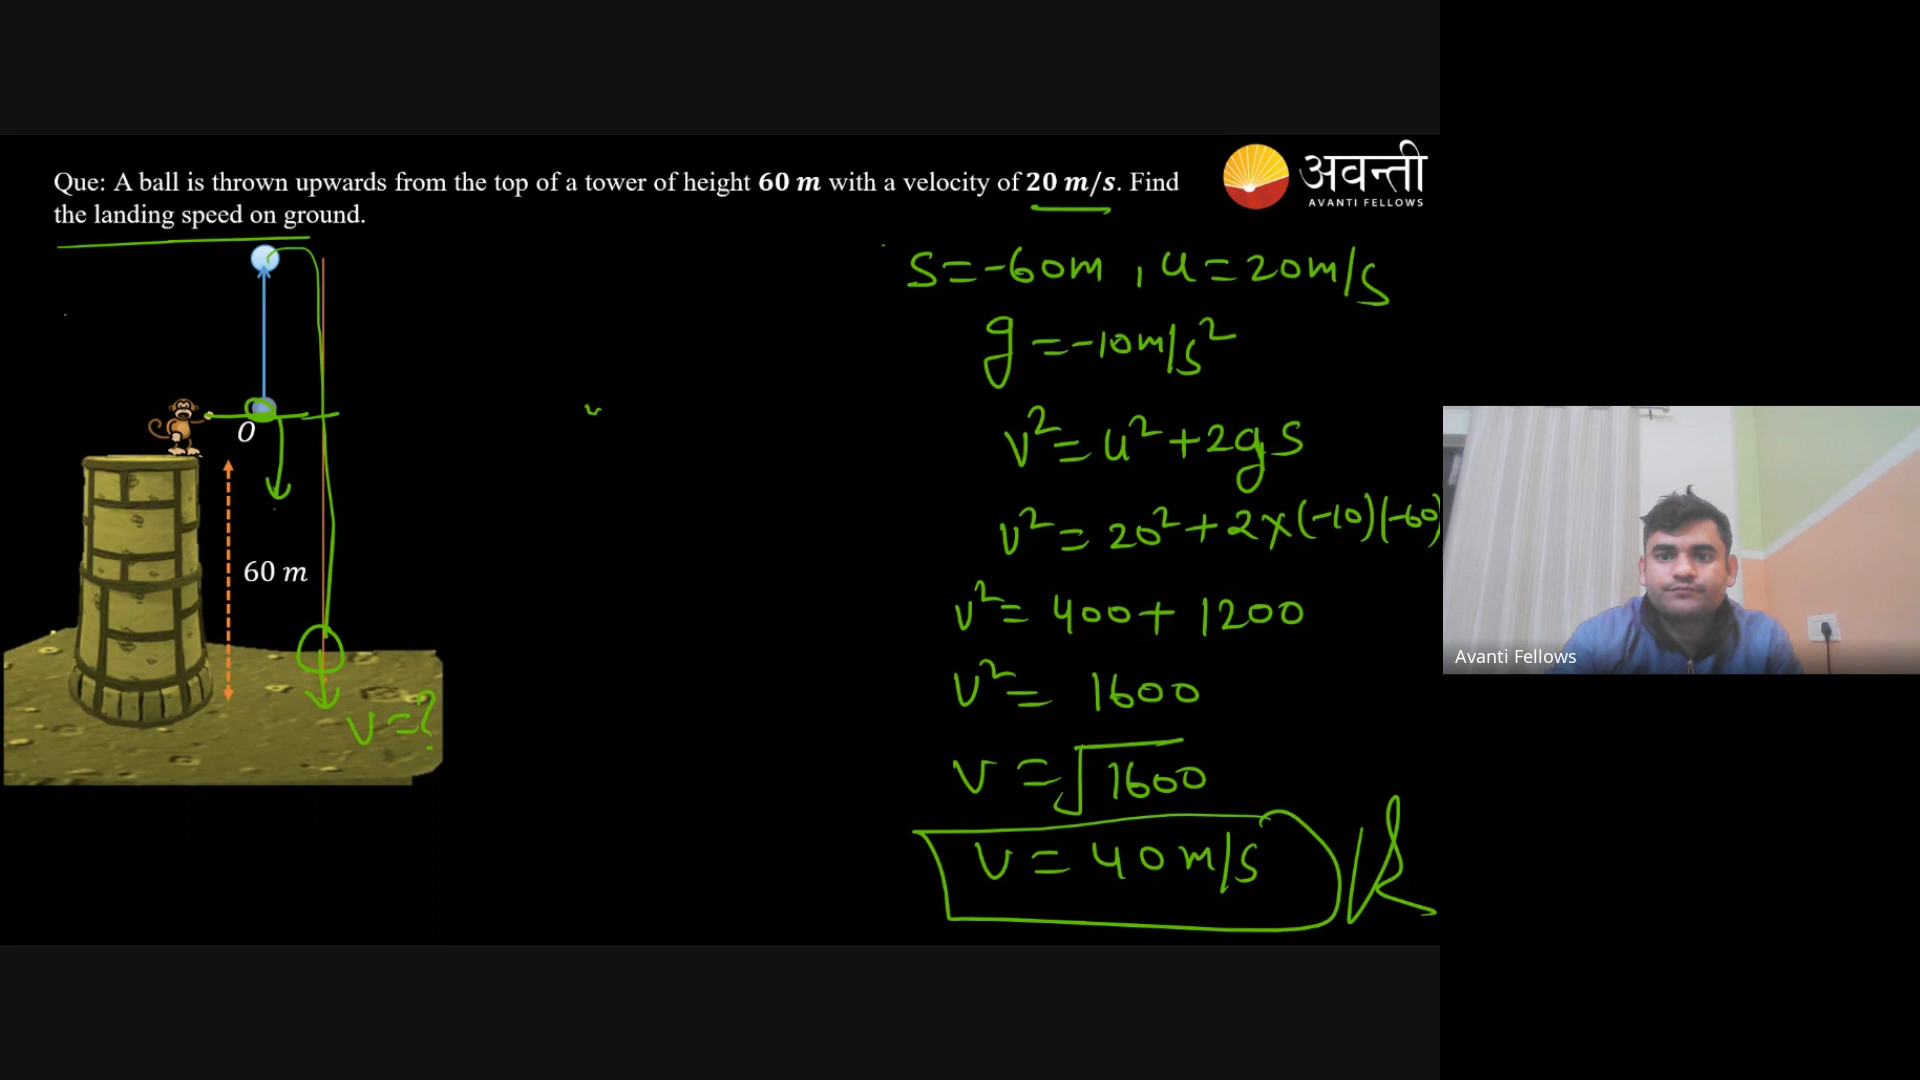 Que: A ball is thrown upwards from the top of a tower of height 60 m with a velocity of 20 m/s. Find
the landing speed on ground.
अवन्ती
AVANTI FELLOWS
S=-60m , u=20m/s
g=-10m/s²
v²=u²+2gS
v²=20²+2×(-10)(-60)
v²=400+1200
v²=1600
v=√1600
v=40m/s
O
60 m
v=?
Avanti Fellows